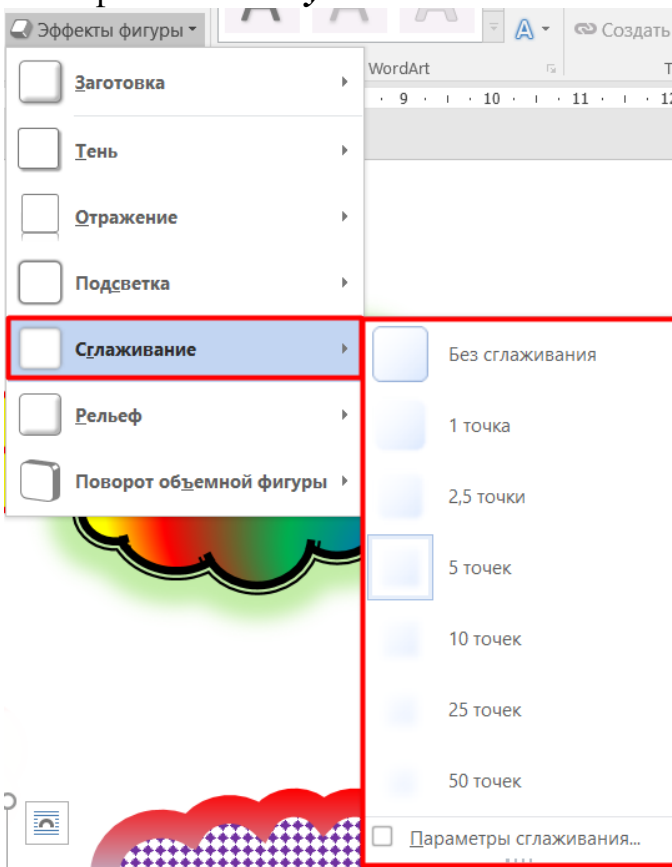 Эффекты фигуры
A A A
A
Создать
WordArt
· 9 · ı · 10 · ı · 11 · ı · 12
Заготовка
Тень
Отражение
Подсветка
Сглаживание
Рельеф
Поворот объемной фигуры
Без сглаживания
1 точка
2,5 точки
5 точек
10 точек
25 точек
50 точек
Параметры сглаживания...